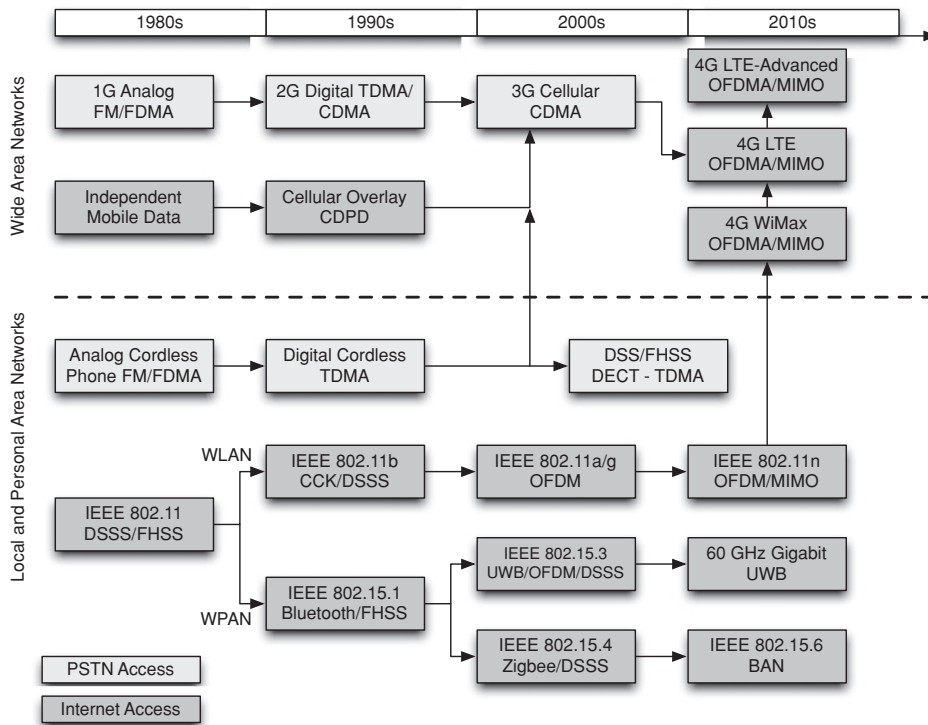 1980s
1990s
2000s
2010s
Wide Area Networks
1G Analog
FM/FDMA
2G Digital TDMA/
CDMA
3G Cellular
CDMA
4G LTE-Advanced
OFDMA/MIMO
4G LTE
OFDMA/MIMO
Independent
Mobile Data
Cellular Overlay
CDPD
4G WiMax
OFDMA/MIMO
Local and Personal Area Networks
Analog Cordless
Phone FM/FDMA
Digital Cordless
TDMA
DSS/FHSS
DECT - TDMA
WLAN
IEEE 802.11b
CCK/DSSS
IEEE 802.11a/g
OFDM
IEEE 802.11n
OFDM/MIMO
IEEE 802.11
DSSS/FHSS
WPAN
IEEE 802.15.1
Bluetooth/FHSS
IEEE 802.15.3
UWB/OFDM/DSSS
60 GHz Gigabit
UWB
IEEE 802.15.4
Zigbee/DSSS
IEEE 802.15.6
BAN
PSTN Access
Internet Access